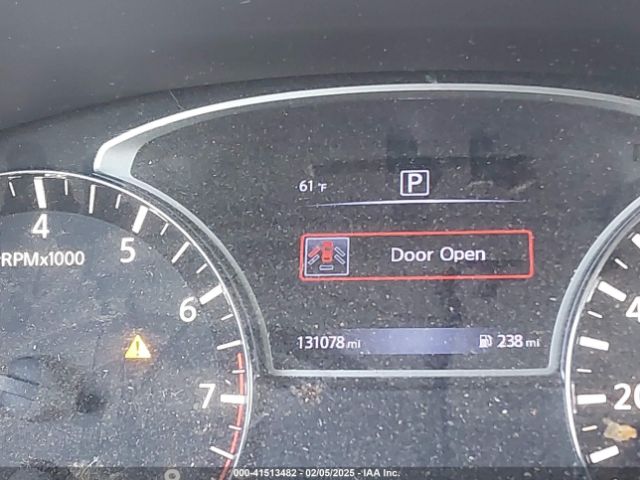 61 °F
P
4
5
RPMx1000
Door Open
6
4
131078 mi
238 mi
7
20
000-41513482 - 02/05/2025 - IAA Inc.